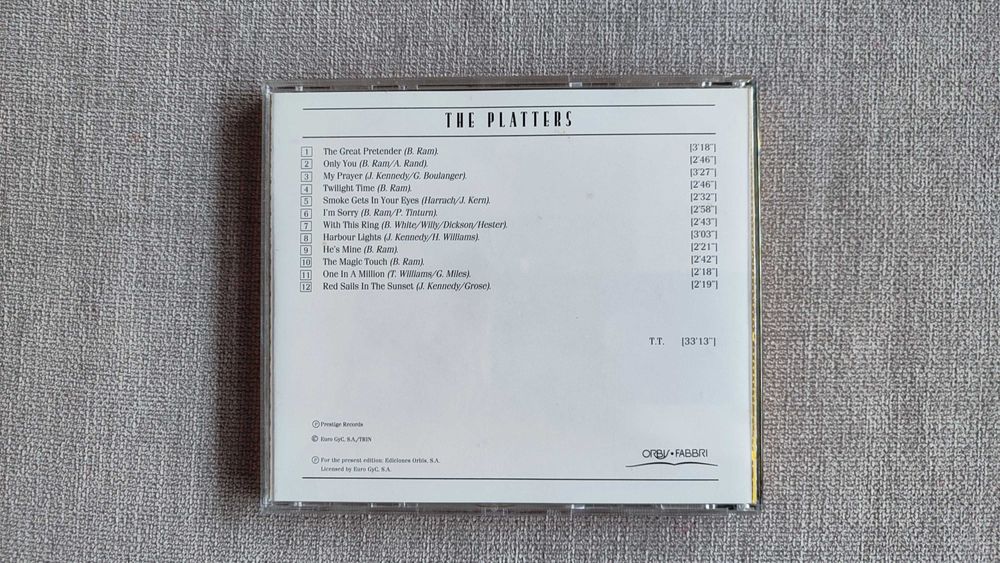 THE PLATTERS
1 The Great Pretender (B. Ram). [3'18"]
2 Only You (B. Ram/A. Rand). [2'46"]
3 My Prayer (J. Kennedy/G. Boulanger). [3'27"]
4 Twilight Time (B. Ram). [2'46"]
5 Smoke Gets In Your Eyes (Harrach/J. Kern). [2'32"]
6 I'm Sorry (B. Ram/P. Tinturn). [2'58"]
7 With This Ring (B. White/Willy/Dickson/Hester). [2'43"]
8 Harbour Lights (J. Kennedy/H. Williams). [3'03"]
9 He's Mine (B. Ram). [2'21"]
10 The Magic Touch (B. Ram). [2'42"]
11 One In A Million (T. Williams/G. Miles). [2'18"]
12 Red Sails In The Sunset (J. Kennedy/Grose). [2'19"]
T.T. [33'13"]
Ⓟ Prestige Records
© Euro GyC, S.A./TRIN
Ⓟ For the present edition: Ediciones Orbis, S.A.
Licensed by Euro GyC, S.A.
ORBIS•FABBRI